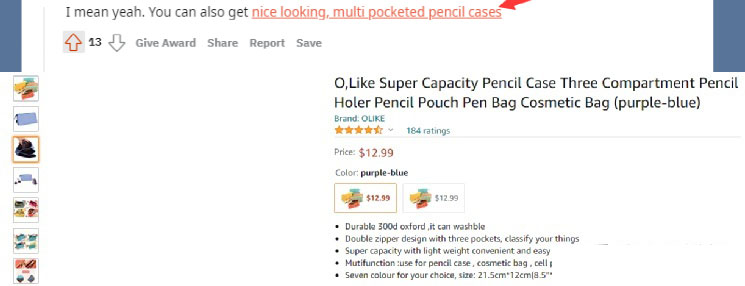 I mean yeah. You can also get nice looking, multi pocketed pencil cases
13 Give Award Share Report Save
O,Like Super Capacity Pencil Case Three Compartment Pencil
Holer Pencil Pouch Pen Bag Cosmetic Bag (purple-blue)
Brand: OLIKE
184 ratings
Price: $12.99
Color: purple-blue
$12.99 $12.99
• Durable 300d oxford ,it can washble
• Double zipper design with three pockets, classify your things
• Super capacity with light weight convenient and easy
• Mutifunction :use for pencil case , cosmetic bag , cell
• Seven colour for your choice, size: 21.5cm*12cm(8.5"*